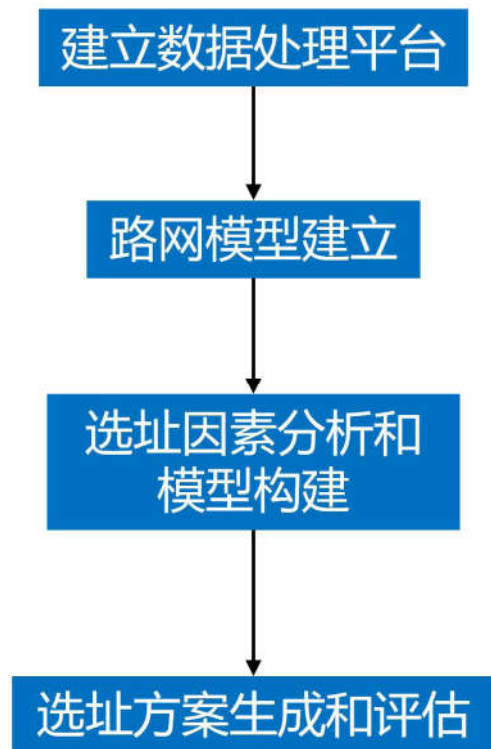 建立数据处理平台
路网模型建立
选址因素分析和
模型构建
选址方案生成和评估